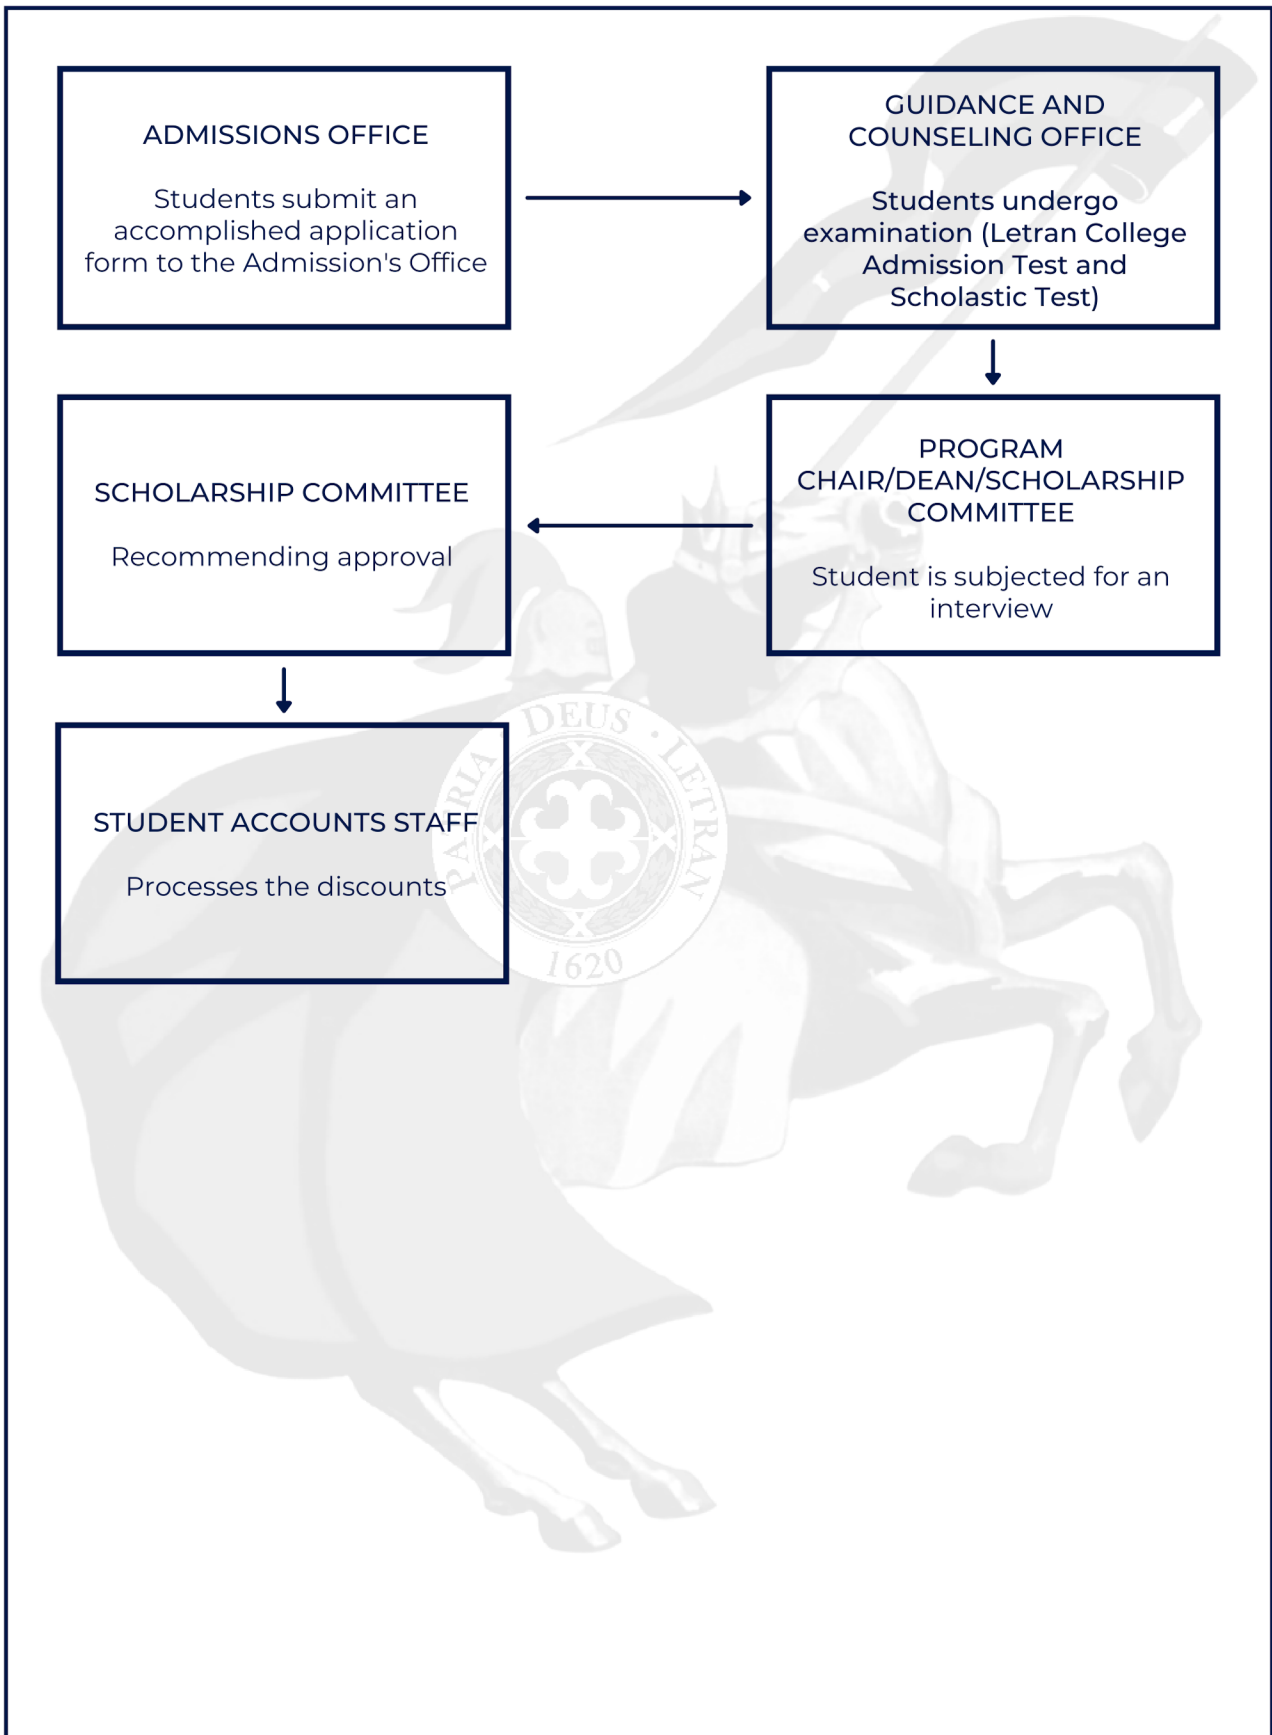 ADMISSIONS OFFICE
Students submit an
accomplished application
form to the Admission's Office
GUIDANCE AND
COUNSELING OFFICE
Students undergo
examination (Letran College
Admission Test and
Scholastic Test)
PROGRAM
CHAIR/DEAN/SCHOLARSHIP
COMMITTEE
Student is subjected for an
interview
SCHOLARSHIP COMMITTEE
Recommending approval
STUDENT ACCOUNTS STAFF
Processes the discounts
PATRIA · DEUS · LETRAN
1620